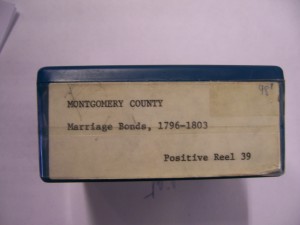 MONTGOMERY COUNTY
Marriage Bonds, 1796-1803
Positive Reel 39